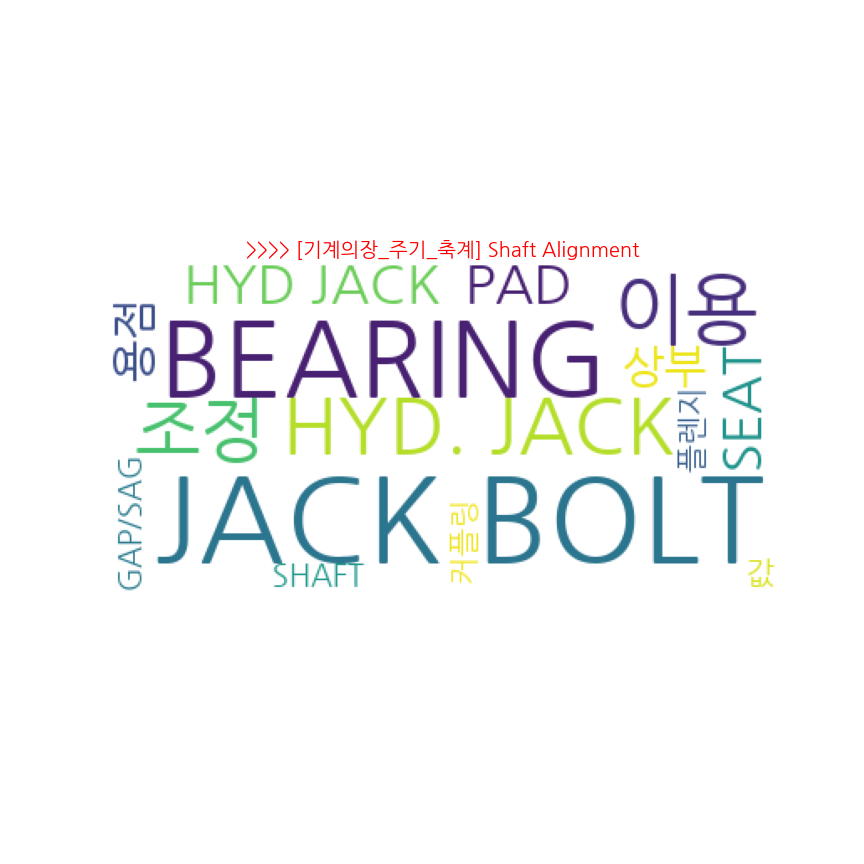 >>>> [기계의장_주기_축계] Shaft Alignment
HYD JACK PAD
이용
용점
BEARING
상부
SEAT
조정
HYD. JACK
플렌지
GAP/SAG
JACK BOLT
커플링
SHAFT
값